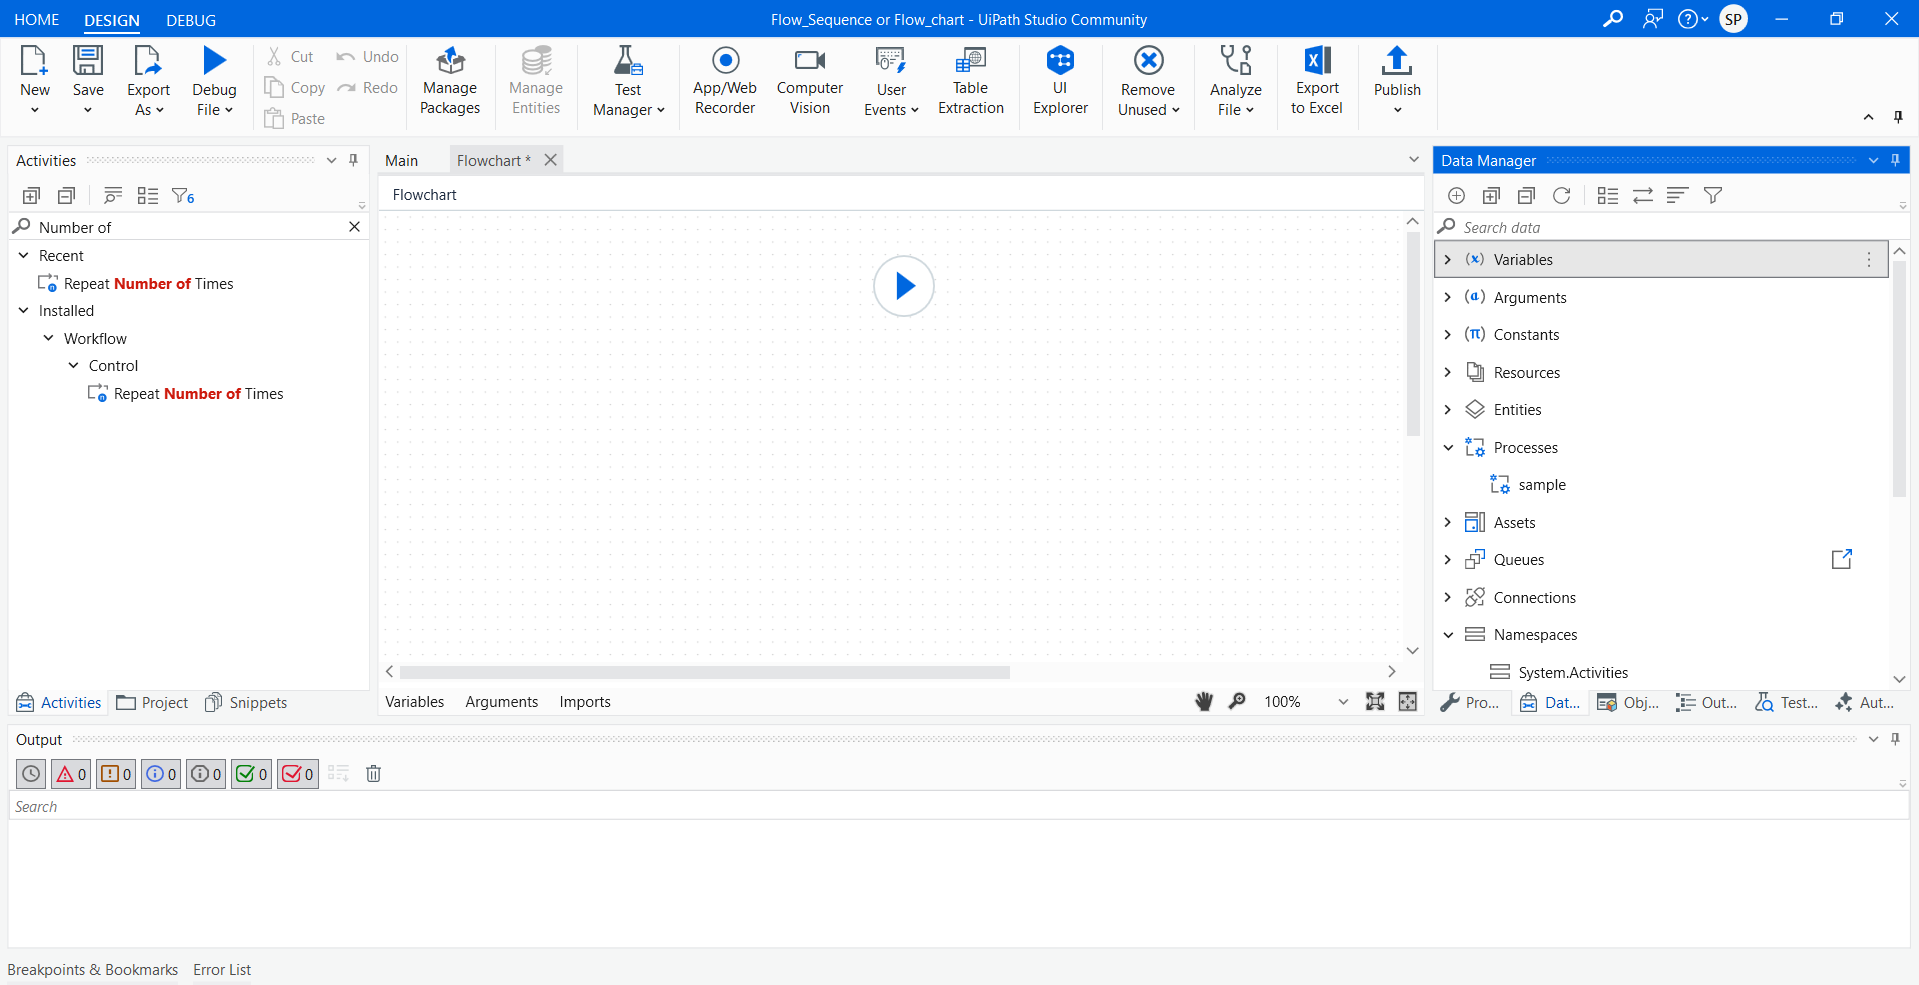 HOME DESIGN DEBUG
Flow_Sequence or Flow_chart - UiPath Studio Community
SP
New
Save
Export As
Debug File
Cut
Copy
Paste
Undo
Redo
Manage Packages
Manage Entities
Test Manager
App/Web Recorder
Computer Vision
User Events
Table Extraction
UI Explorer
Remove Unused
Analyze File
Export to Excel
Publish
Activities
6
Number of
Recent
Repeat Number of Times
Installed
Workflow
Control
Repeat Number of Times
Activities Project Snippets
Main Flowchart *
Flowchart
Variables Arguments Imports
100%
Data Manager
Search data
Variables
Arguments
Constants
Resources
Entities
Processes
sample
Assets
Queues
Connections
Namespaces
System.Activities
Pro... Dat... Obj... Out... Test... Aut...
Output
0 0 0 0 0 0
Search
Breakpoints & Bookmarks Error List